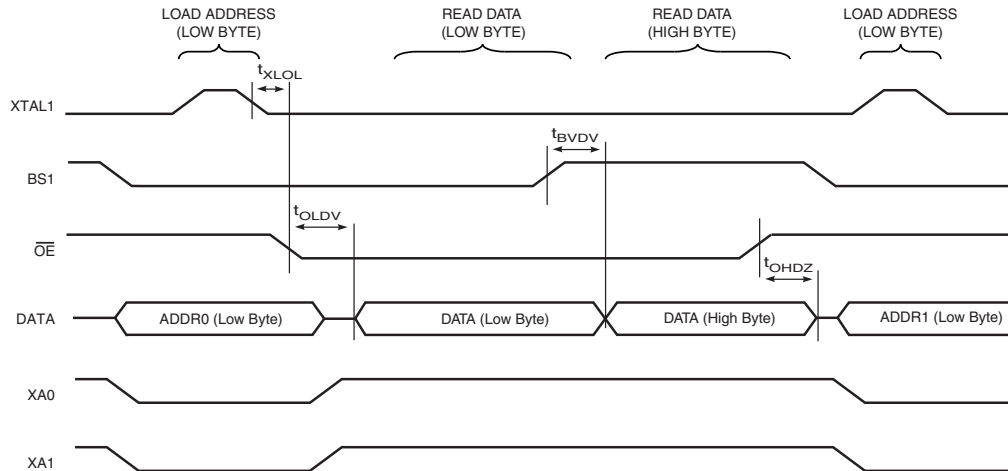 LOAD ADDRESS
(LOW BYTE)
READ DATA
(LOW BYTE)
READ DATA
(HIGH BYTE)
LOAD ADDRESS
(LOW BYTE)
tXLOL
XTAL1
tBVDV
BS1
tOLDV
OE
tOHDZ
DATA
ADDR0 (Low Byte)
DATA (Low Byte)
DATA (High Byte)
ADDR1 (Low Byte)
XA0
XA1